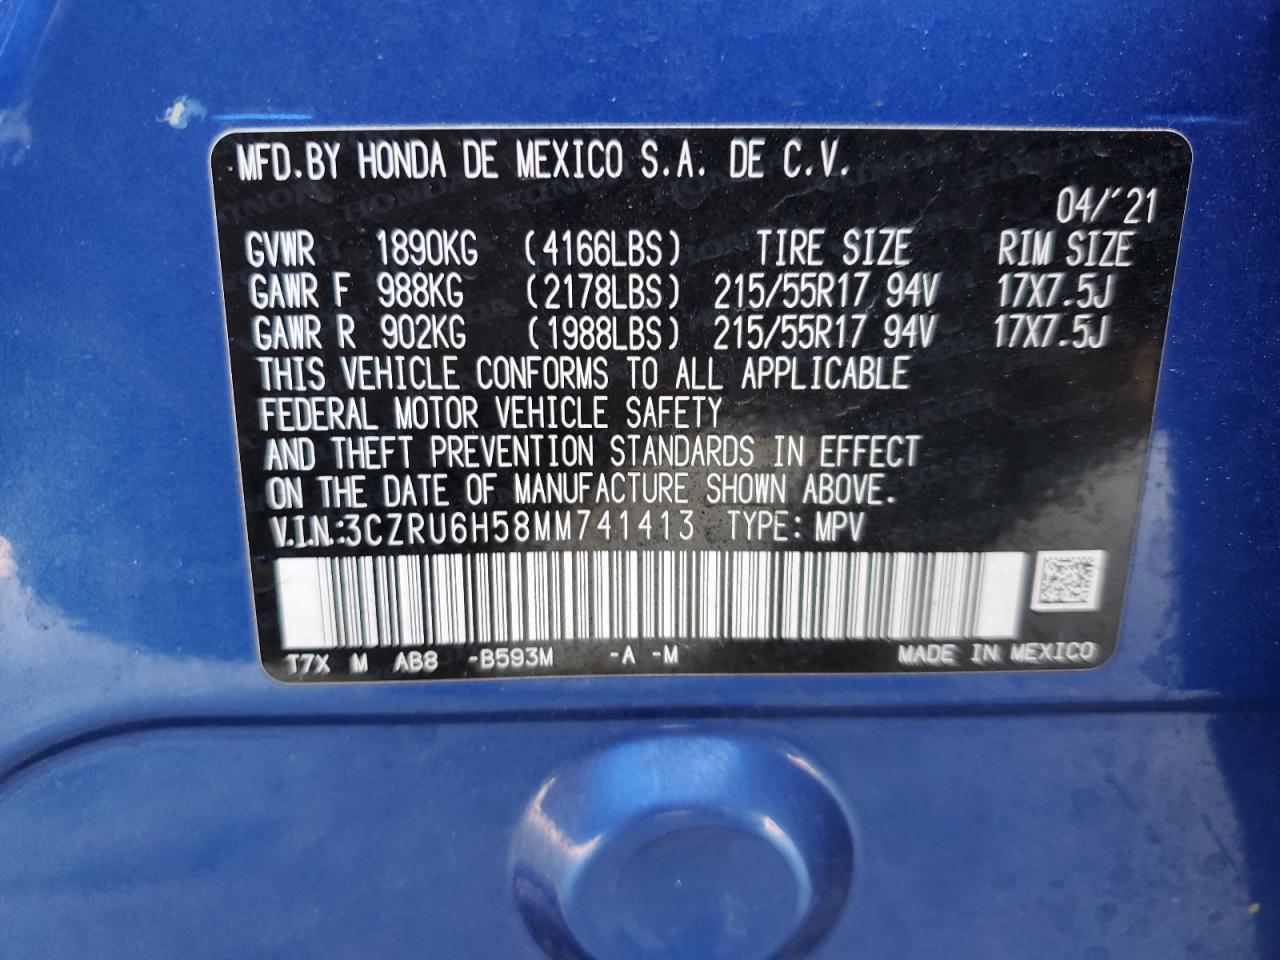 MFD.BY HONDA DE MEXICO S.A. DE C.V.
04/'21
GVWR 1890KG (4166LBS) TIRE SIZE RIM SIZE
GAWR F 988KG (2178LBS) 215/55R17 94V 17X7.5J
GAWR R 902KG (1988LBS) 215/55R17 94V 17X7.5J
THIS VEHICLE CONFORMS TO ALL APPLICABLE
FEDERAL MOTOR VEHICLE SAFETY
AND THEFT PREVENTION STANDARDS IN EFFECT
ON THE DATE OF MANUFACTURE SHOWN ABOVE.
V.I.N.:3CZRU6H58MM741413 TYPE: MPV
T7X M AB8 -B593M -A -M MADE IN MEXICO